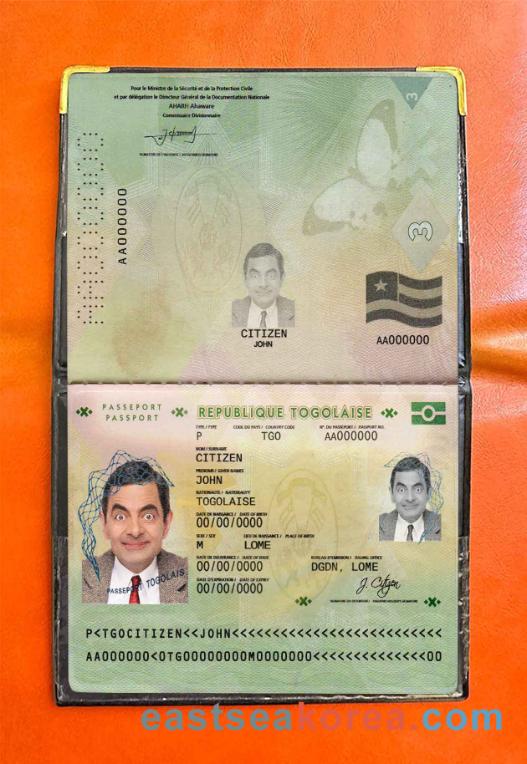 Pour le Ministre de la Sécurité et de la Protection Civile
et par délégation le Directeur Général de la Documentation Nationale
Commissaire Divisionnaire
3
AA000000
3
CITIZEN
JOHN
AA000000
PASSEPORT
PASSPORT
REPUBLIQUE TOGOLAISE
TYPE / TYPE CODE DU PAYS / COUNTRY CODE N° DU PASSEPORT / PASSPORT NO.
P TGO AA000000
NOM / SURNAME
CITIZEN
PRENOMS / GIVEN NAMES
JOHN
NATIONALITE / NATIONALITY
TOGOLAISE
DATE DE NAISSANCE / DATE OF BIRTH
00/00/0000
SEXE / SEX LIEU DE NAISSANCE / PLACE OF BIRTH
M LOME
DATE DE DELIVRANCE / DATE OF ISSUE BUREAU D'EMISSION / ISSUING OFFICE
00/00/0000 DGDN, LOME
DATE D'EXPIRATION / DATE OF EXPIRY
00/00/0000
J. Citizen
PASSEPORT TOGOLAIS
P<TGOCITIZEN<<JOHN<<<<<<<<<<<<<<<<<<<<<<<<<<
AA000000<0TG00000000M0000000<<<<<<<<<<<<<<00
eastseakorea.com